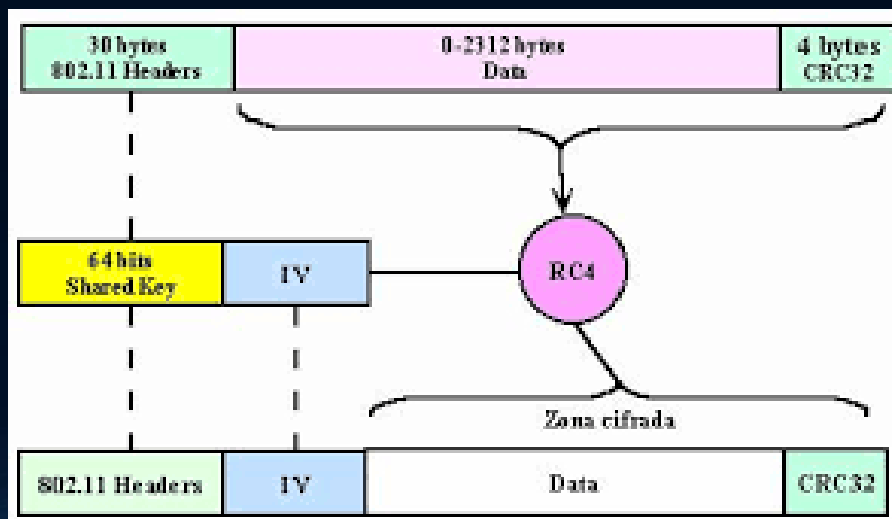 30 bytes
802.11 Headers
0-2312 bytes
Data
4 bytes
CRC32
64 bits
Shared Key
IV
RC4
Zona cifrada
802.11 Headers
IV
Data
CRC32